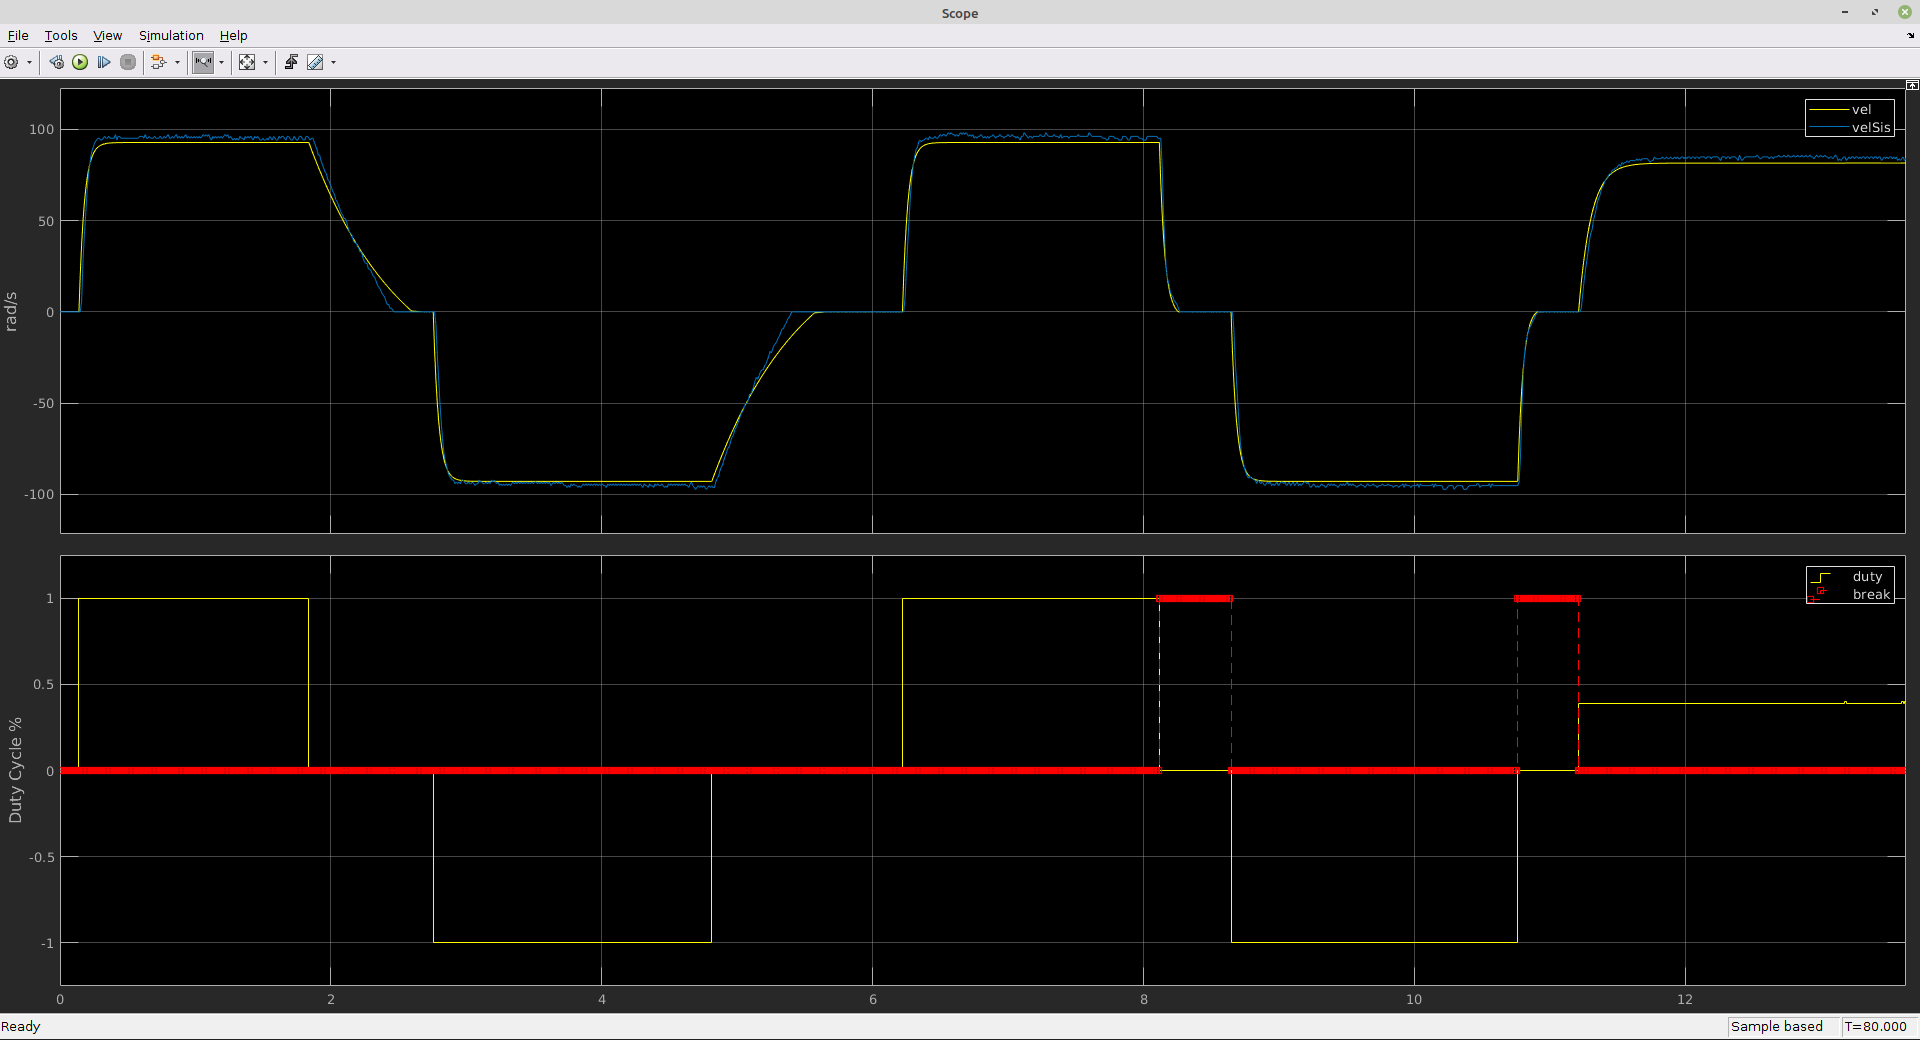 Scope
File Tools View Simulation Help
vel
velSis
100
50
0
-50
-100
rad/s
duty
break
1
0.5
0
-0.5
-1
Duty Cycle %
0 2 4 6 8 10 12
Ready Sample based T=80.000